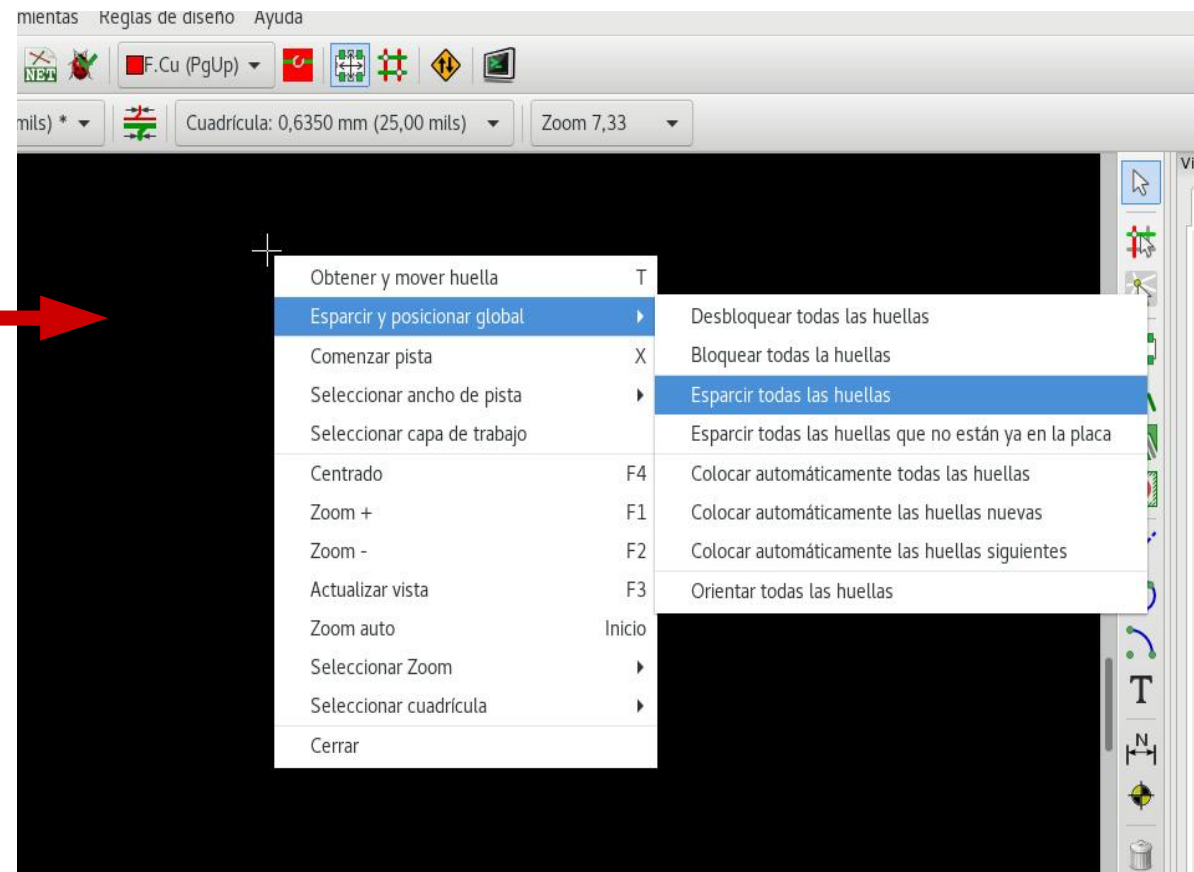 mientas Reglas de diseño Ayuda
NET F.Cu (PgUp)
mils) * Cuadrícula: 0,6350 mm (25,00 mils) Zoom 7,33
Vi
Obtener y mover huella T
Esparcir y posicionar global
Comenzar pista X
Seleccionar ancho de pista
Seleccionar capa de trabajo
Centrado F4
Zoom + F1
Zoom - F2
Actualizar vista F3
Zoom auto Inicio
Seleccionar Zoom
Seleccionar cuadrícula
Cerrar
Desbloquear todas las huellas
Bloquear todas la huellas
Esparcir todas las huellas
Esparcir todas las huellas que no están ya en la placa
Colocar automáticamente todas las huellas
Colocar automáticamente las huellas nuevas
Colocar automáticamente las huellas siguientes
Orientar todas las huellas
T
N